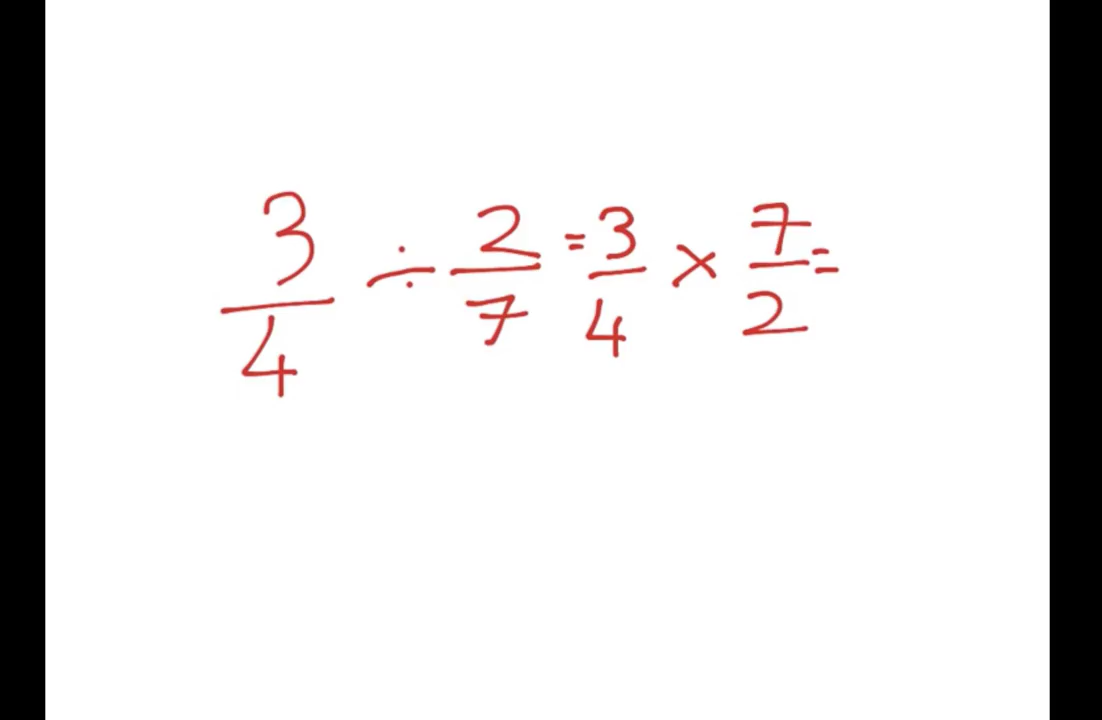 3/4 ÷ 2/7 = 3/4 × 7/2 =